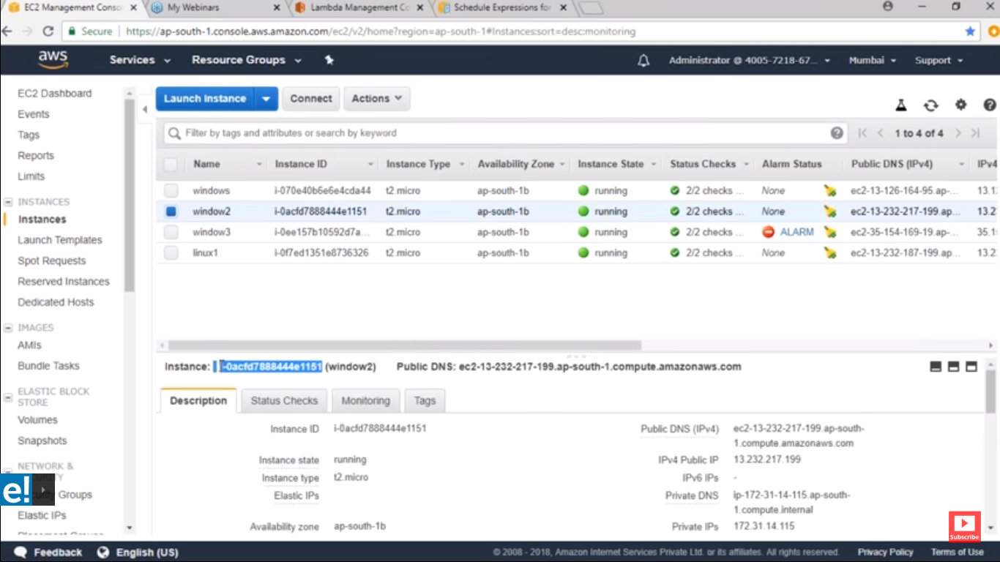 EC2 Management Conso
My Webinars
Lambda Management Co
Schedule Expressions for
Secure
https://ap-south-1.console.aws.amazon.com/ec2/v2/home?region=ap-south-1#Instances:sort=desc:monitoring
aws
Services
Resource Groups
Administrator @ 4005-7218-67...
Mumbai
Support
EC2 Dashboard
Events
Tags
Reports
Limits
INSTANCES
Instances
Launch Templates
Spot Requests
Reserved Instances
Dedicated Hosts
IMAGES
AMIs
Bundle Tasks
ELASTIC BLOCK
STORE
Volumes
Snapshots
NETWORK &
Groups
Elastic IPs
e!
Launch Instance
Connect
Actions
Filter by tags and attributes or search by keyword
1 to 4 of 4
Name Instance ID Instance Type Availability Zone Instance State Status Checks Alarm Status Public DNS (IPv4) IPv4
windows i-070e40b6e6e4cda44 t2.micro ap-south-1b running 2/2 checks ... None ec2-13-126-164-95.ap-... 13.1
window2 i-0acfd7888444e1151 t2.micro ap-south-1b running 2/2 checks ... None ec2-13-232-217-199.ap... 13.2
window3 i-0ee157b10592d7a... t2.micro ap-south-1b running 2/2 checks ... ALARM ec2-35-154-169-19.ap-... 35.1
linux1 i-0f7ed1351e8736326 t2.micro ap-south-1b running 2/2 checks ... None ec2-13-232-187-199.ap... 13.2
Instance: i-0acfd7888444e1151 (window2) Public DNS: ec2-13-232-217-199.ap-south-1.compute.amazonaws.com
Description
Status Checks
Monitoring
Tags
Instance ID i-0acfd7888444e1151
Instance state running
Instance type t2.micro
Elastic IPs
Availability zone ap-south-1b
Public DNS (IPv4) ec2-13-232-217-199.ap-south-
1.compute.amazonaws.com
IPv4 Public IP 13.232.217.199
IPv6 IPs -
Private DNS ip-172-31-14-115.ap-south-
1.compute.internal
Private IPs 172.31.14.115
Subscribe
Feedback
English (US)
© 2008 - 2018, Amazon Internet Services Private Ltd. or its affiliates. All rights reserved.
Privacy Policy
Terms of Use